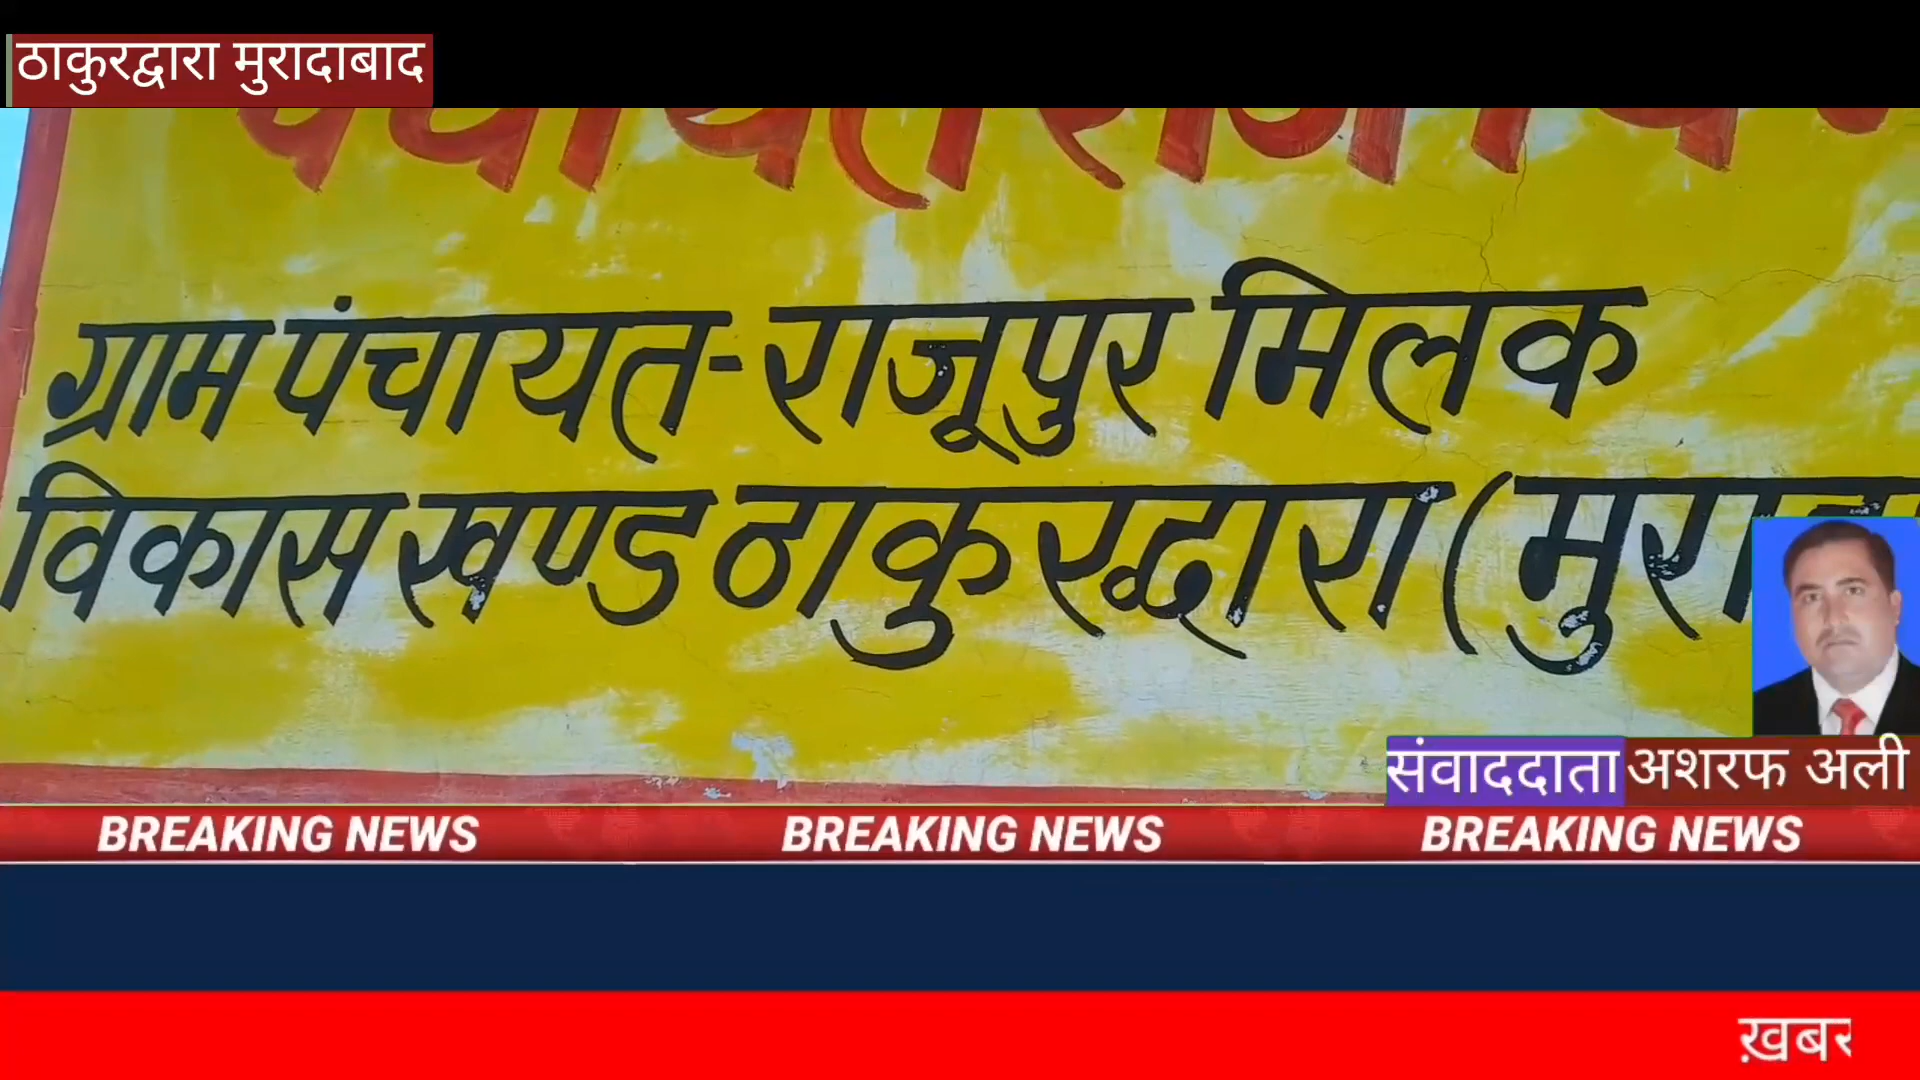 ठाकुरद्वारा मुरादाबाद
ग्राम पंचायत-राजूपुर मिलक
विकास खण्ड ठाकुरद्वारा (मुरा
संवाददाता अशरफ अली
BREAKING NEWS BREAKING NEWS BREAKING NEWS
ख़बर